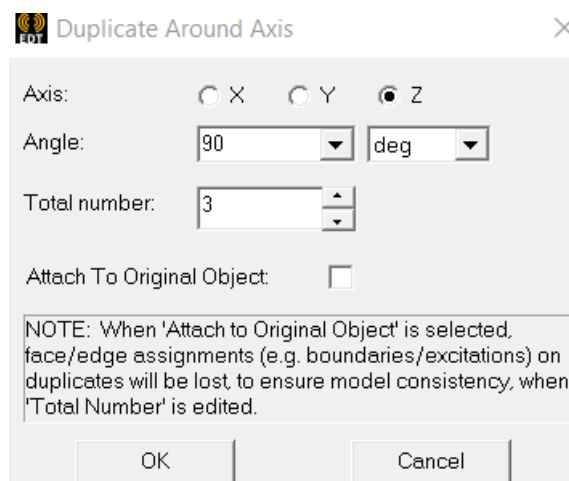 EDT Duplicate Around Axis
Axis: X Y Z
Angle: 90 deg
Total number: 3
Attach To Original Object:
NOTE: When 'Attach to Original Object' is selected,
face/edge assignments (e.g. boundaries/excitations) on
duplicates will be lost, to ensure model consistency, when
'Total Number' is edited.
OK Cancel